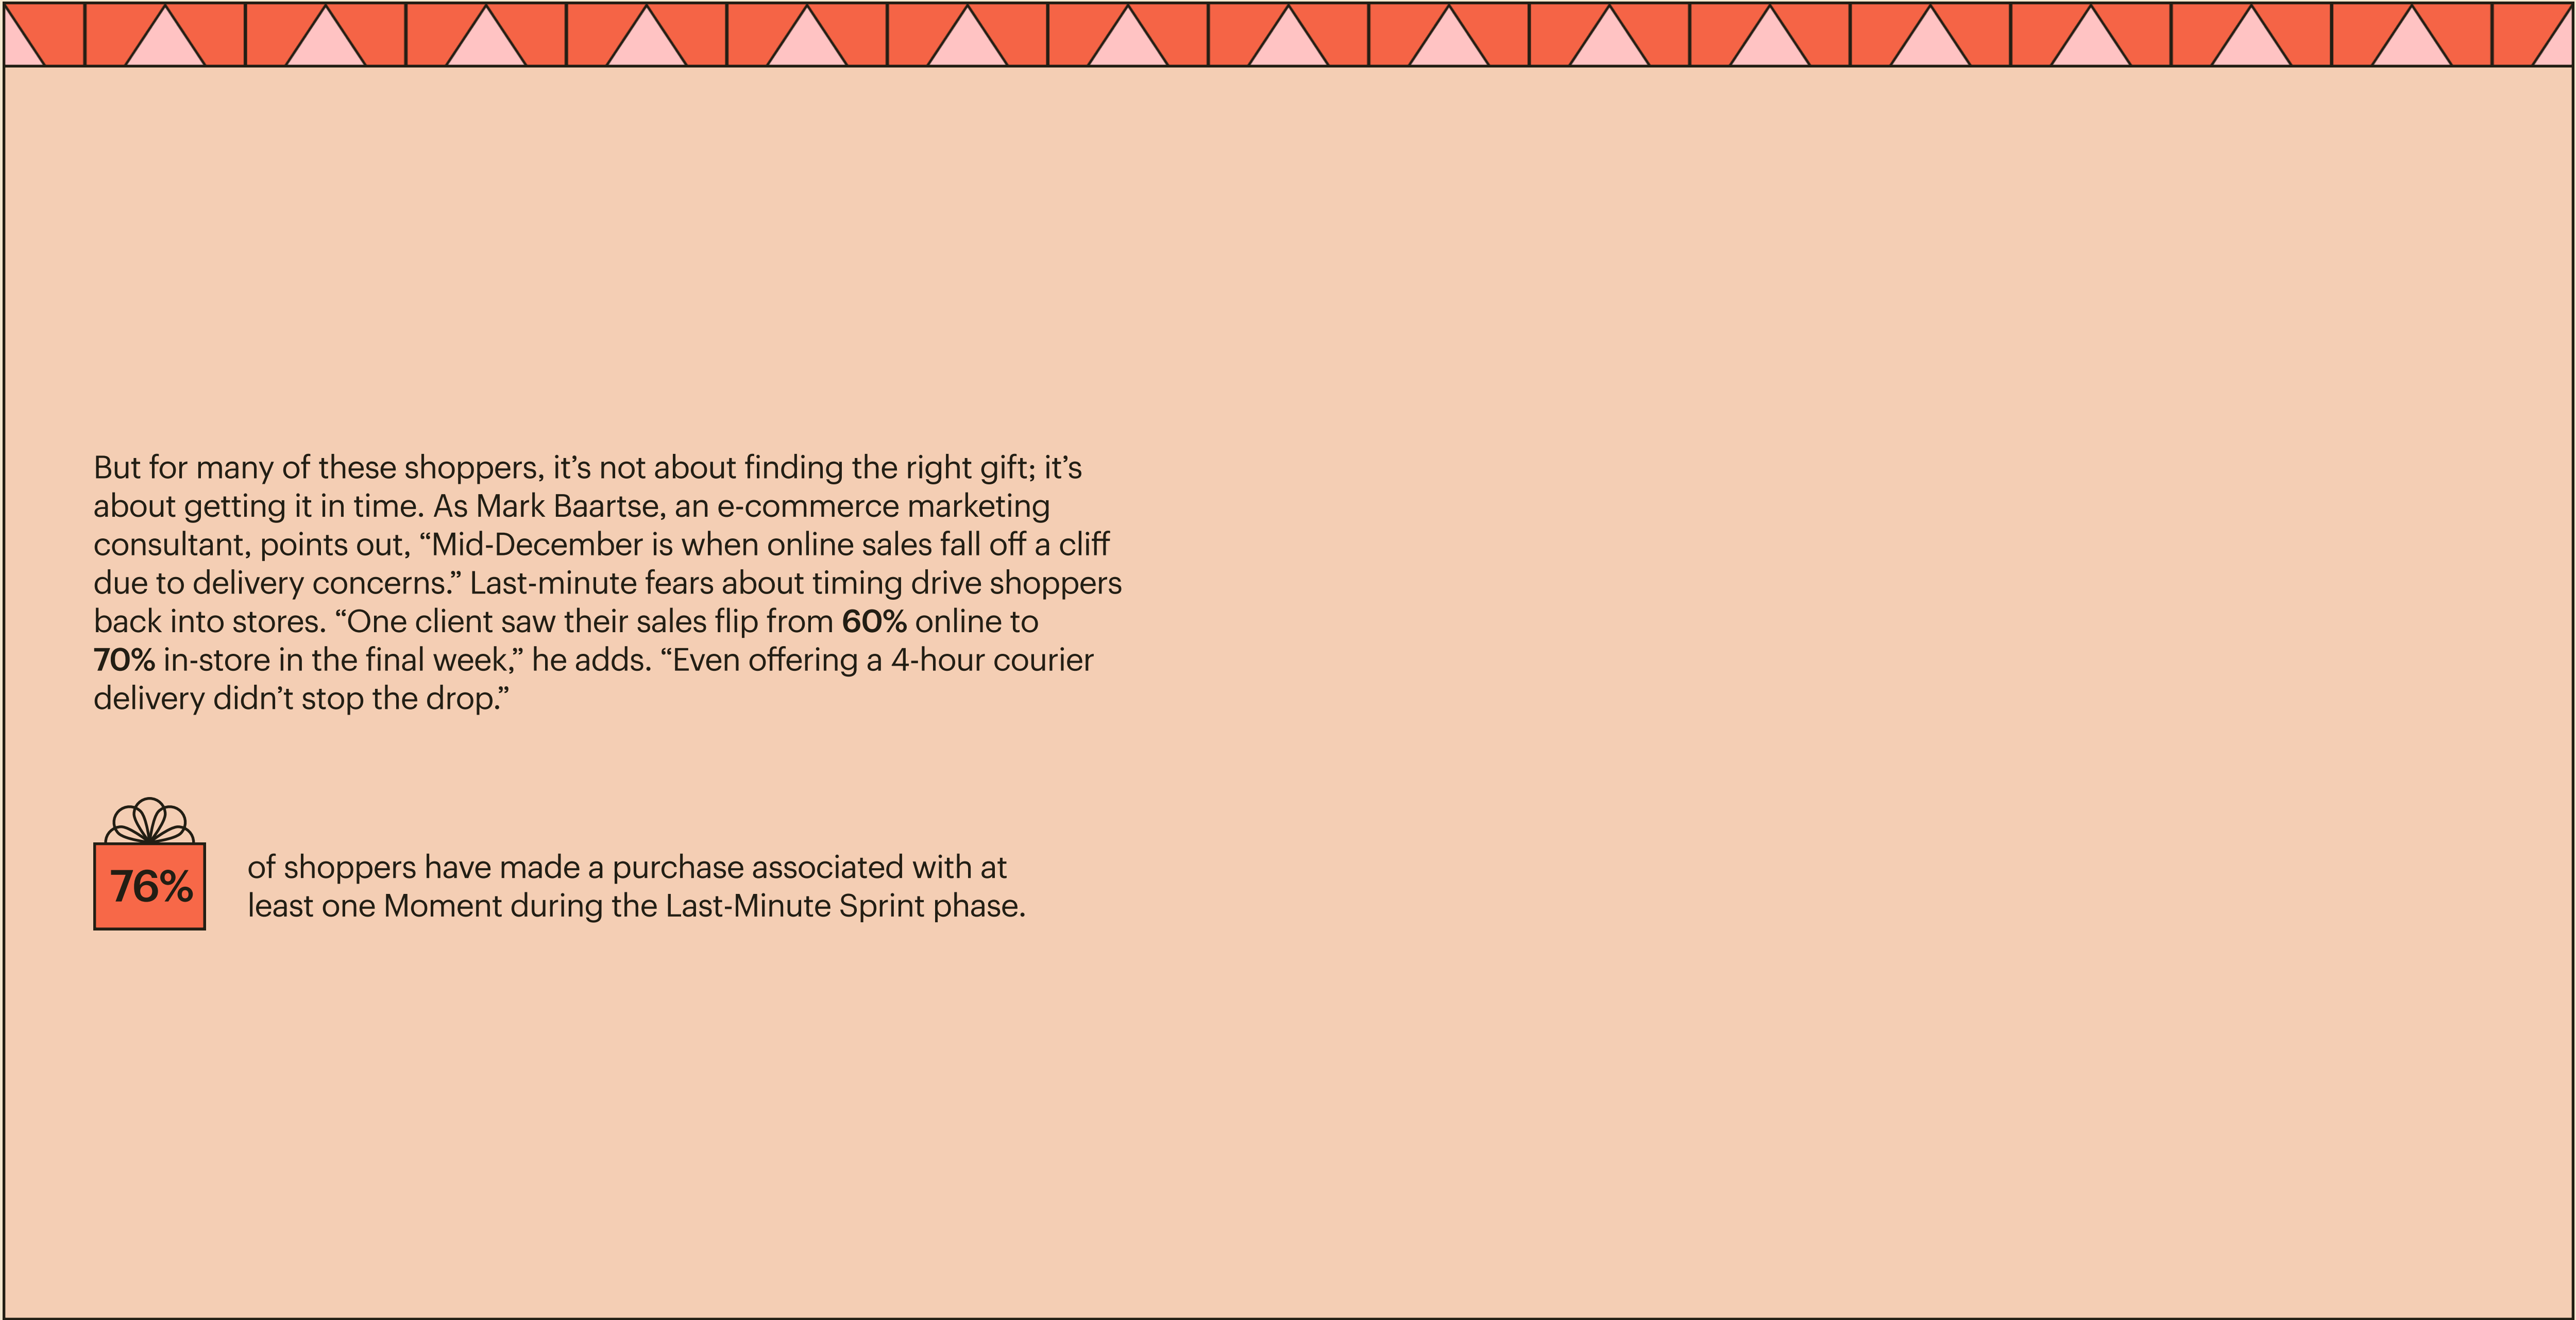 But for many of these shoppers, it’s not about finding the right gift; it’s
about getting it in time. As Mark Baartse, an e-commerce marketing
consultant, points out, “Mid-December is when online sales fall off a cliff
due to delivery concerns.” Last-minute fears about timing drive shoppers
back into stores. “One client saw their sales flip from 60% online to
70% in-store in the final week,” he adds. “Even offering a 4-hour courier
delivery didn’t stop the drop.”
76%
of shoppers have made a purchase associated with at
least one Moment during the Last-Minute Sprint phase.